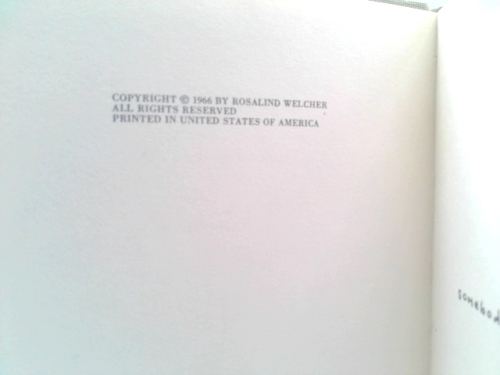 COPYRIGHT © 1966 BY ROSALIND WELCHER
ALL RIGHTS RESERVED
PRINTED IN UNITED STATES OF AMERICA